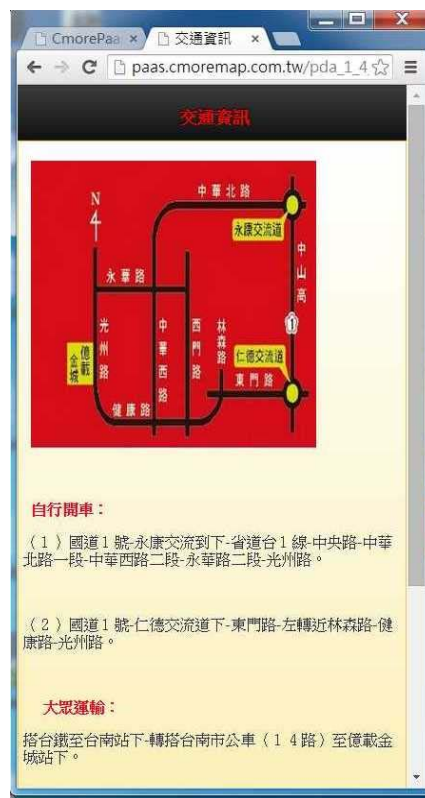 CmorePaa
交通資訊
paas.cmoremap.com.tw/pda_1_4
交通資訊
N
中華北路
永康交流道
中山高
永華路
光州路
中華西路
西門路
林森路
1
億載金城
仁德交流道
東門路
健康路
自行開車：
（１）國道１號-永康交流到下-省道台１線-中央路-中華
北路一段-中華西路二段-永華路二段-光州路。
（２）國道１號-仁德交流道下-東門路-左轉近林森路-健
康路-光州路。
大眾運輸：
搭台鐵至台南站下-轉搭台南市公車（１４路）至億載金
城站下。